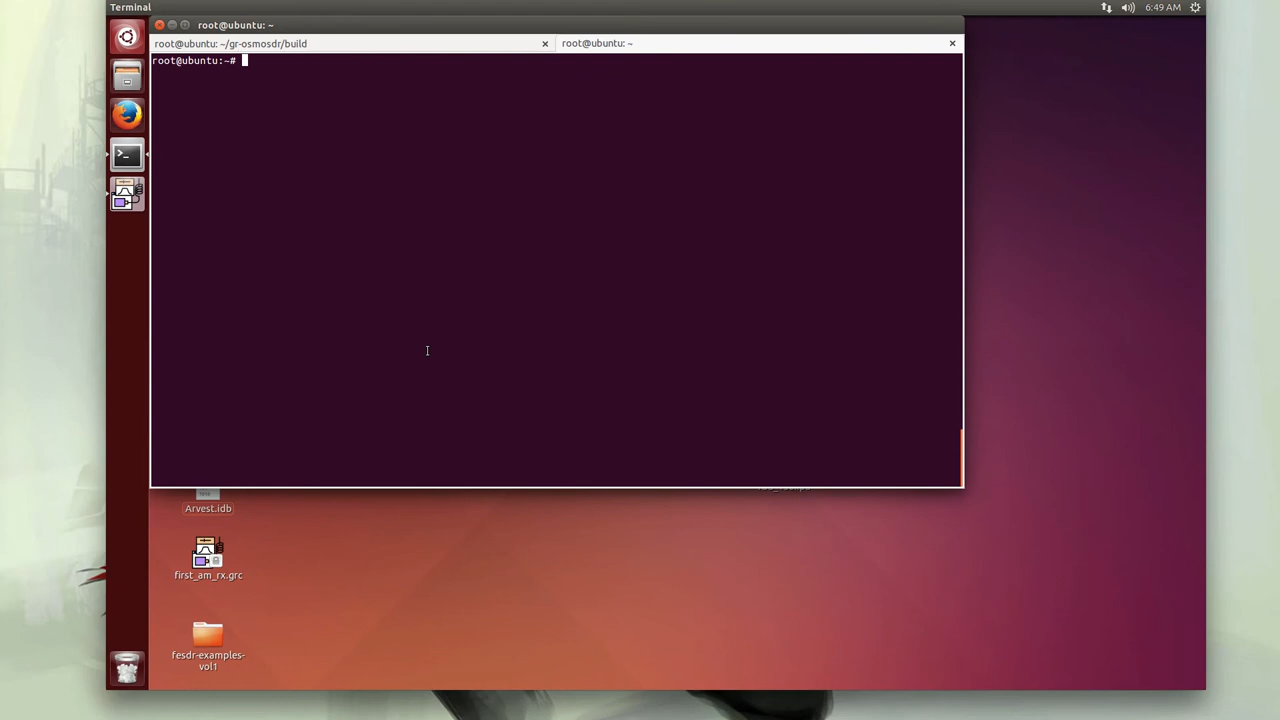 Terminal
6:49 AM
root@ubuntu: ~
root@ubuntu: ~/gr-osmosdr/build
root@ubuntu: ~
root@ubuntu:~#
Arvest.idb
first_am_rx.grc
fesdr-examples-
vol1